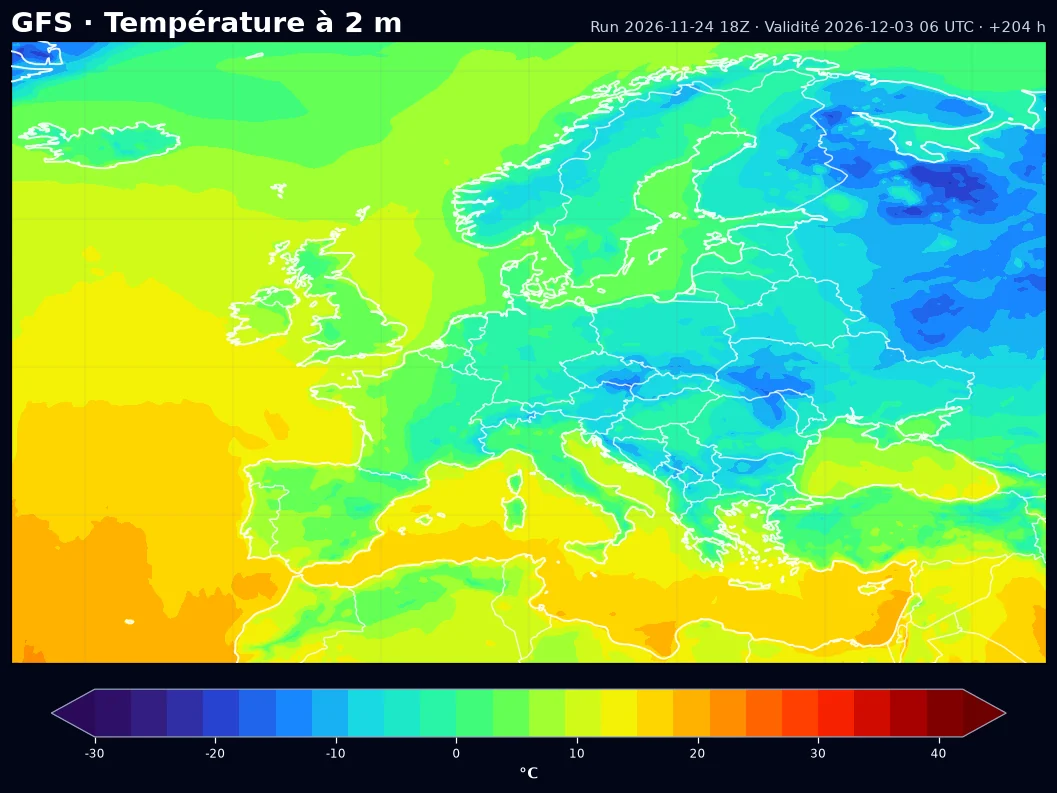 GFS · Température à 2 m
Run 2026-11-24 18Z · Validité 2026-12-03 06 UTC · +204 h
-30 -20 -10 0 10 20 30 40
°C